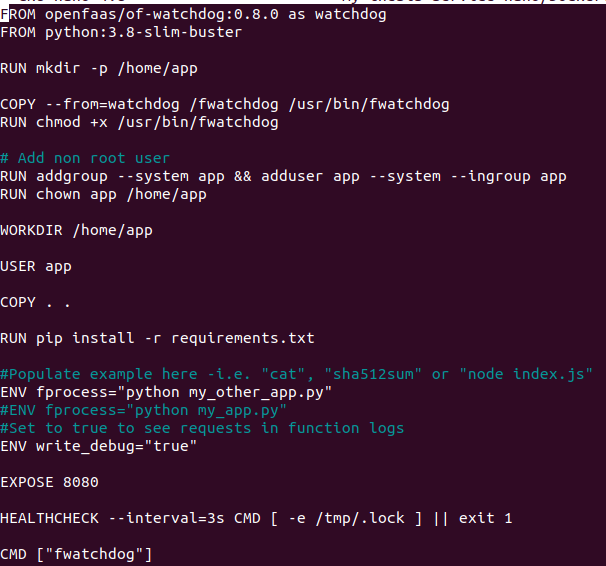 FROM openfaas/of-watchdog:0.8.0 as watchdog
FROM python:3.8-slim-buster
RUN mkdir -p /home/app
COPY --from=watchdog /fwatchdog /usr/bin/fwatchdog
RUN chmod +x /usr/bin/fwatchdog
# Add non root user
RUN addgroup --system app && adduser app --system --ingroup app
RUN chown app /home/app
WORKDIR /home/app
USER app
COPY . .
RUN pip install -r requirements.txt
#Populate example here -i.e. "cat", "sha512sum" or "node index.js"
ENV fprocess="python my_other_app.py"
#ENV fprocess="python my_app.py"
#Set to true to see requests in function logs
ENV write_debug="true"
EXPOSE 8080
HEALTHCHECK --interval=3s CMD [ -e /tmp/.lock ] || exit 1
CMD ["fwatchdog"]